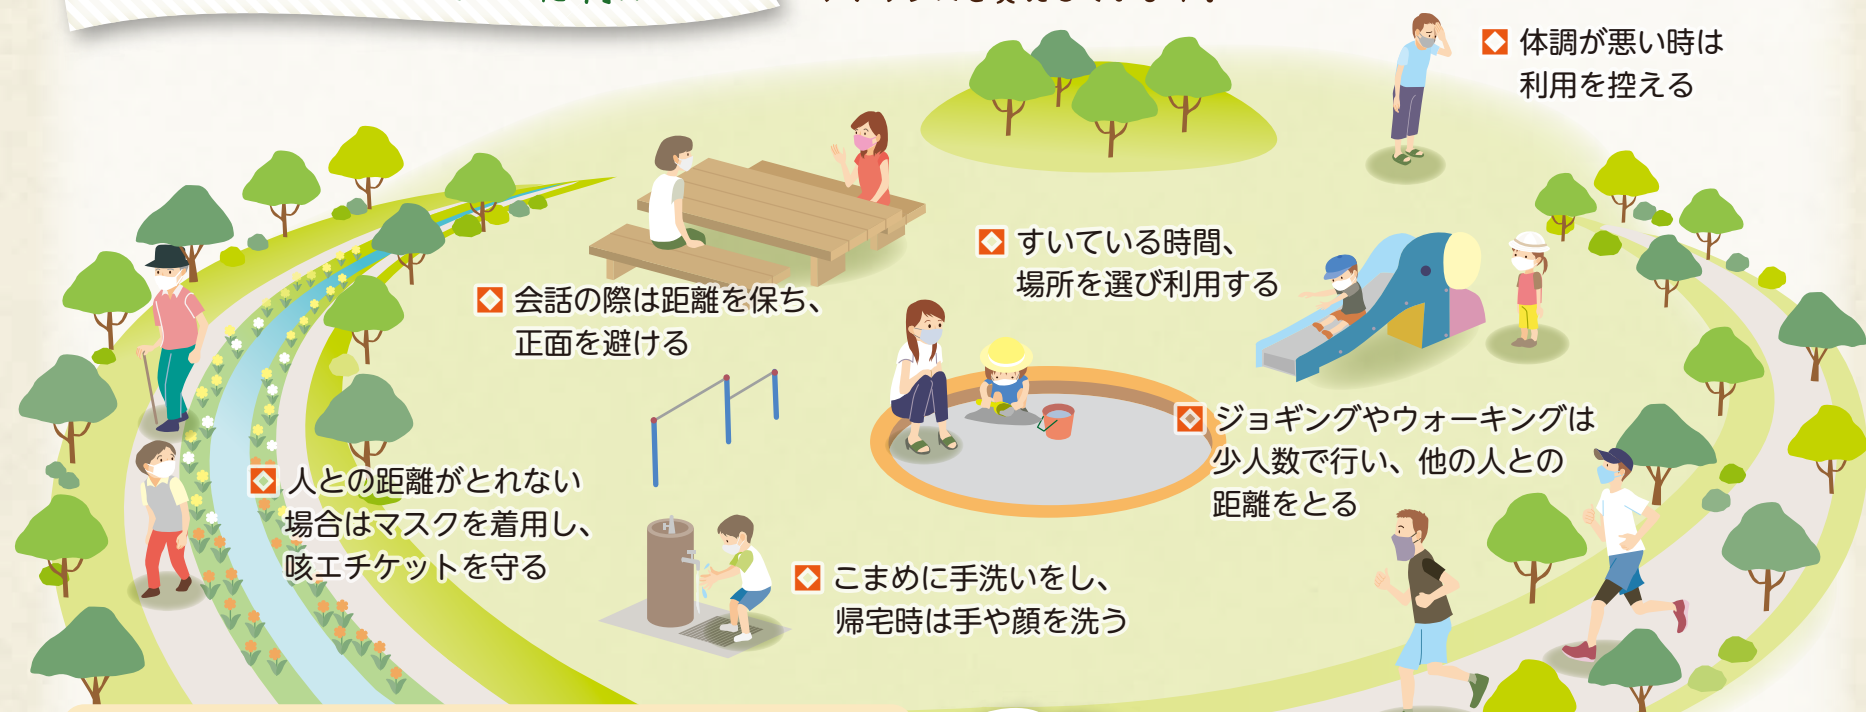 体調が悪い時は
利用を控える
すいている時間、
場所を選び利用する
会話の際は距離を保ち、
正面を避ける
ジョギングやウォーキングは
少人数で行い、他の人との
距離をとる
人との距離がとれない
場合はマスクを着用し、
咳エチケットを守る
こまめに手洗いをし、
帰宅時は手や顔を洗う